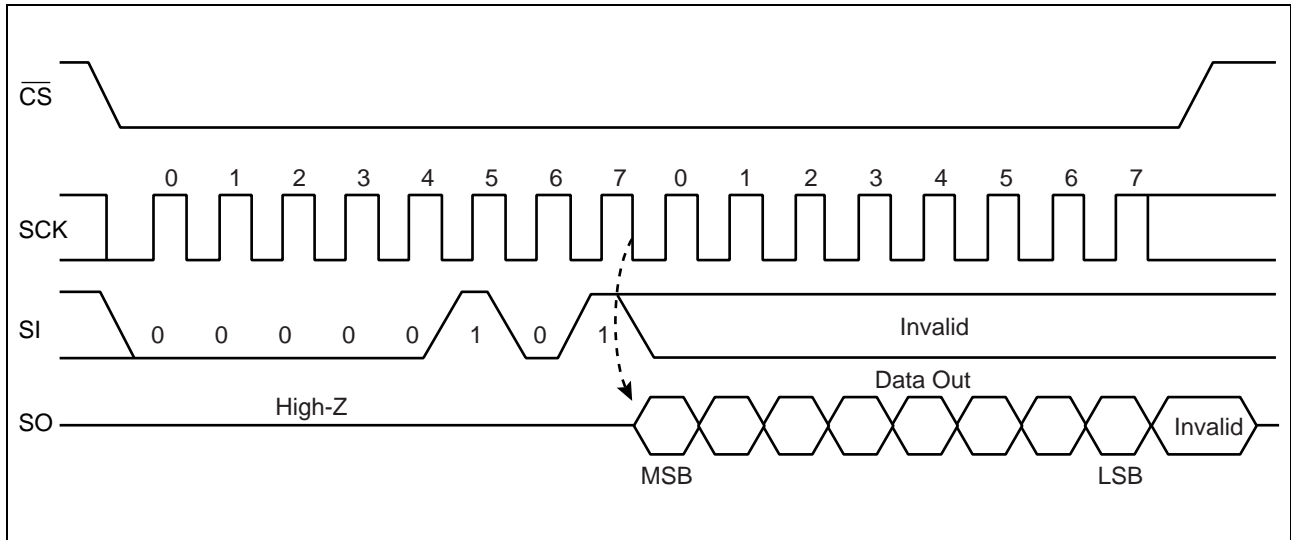 C̅S̅
0 1 2 3 4 5 6 7 0 1 2 3 4 5 6 7
SCK
SI
0 0 0 0 0 1 0 1
Invalid
Data Out
High-Z
SO
Invalid
MSB
LSB